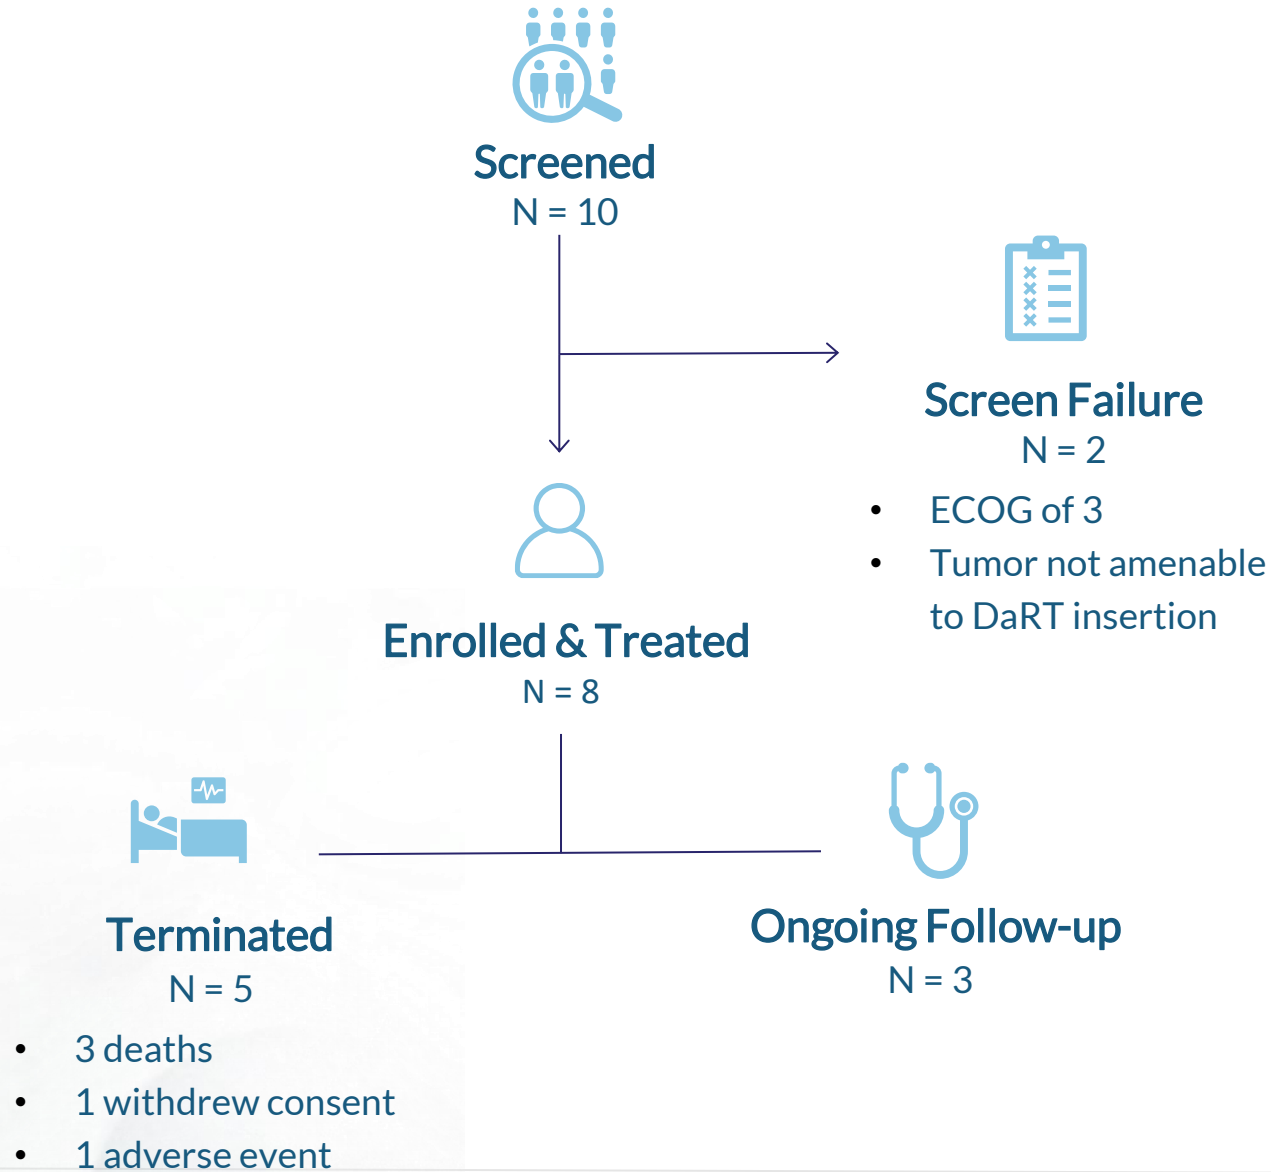 Screened
N = 10
Screen Failure
N = 2
• ECOG of 3
• Tumor not amenable
to DaRT insertion
Enrolled & Treated
N = 8
Terminated
N = 5
• 3 deaths
• 1 withdrew consent
• 1 adverse event
Ongoing Follow-up
N = 3